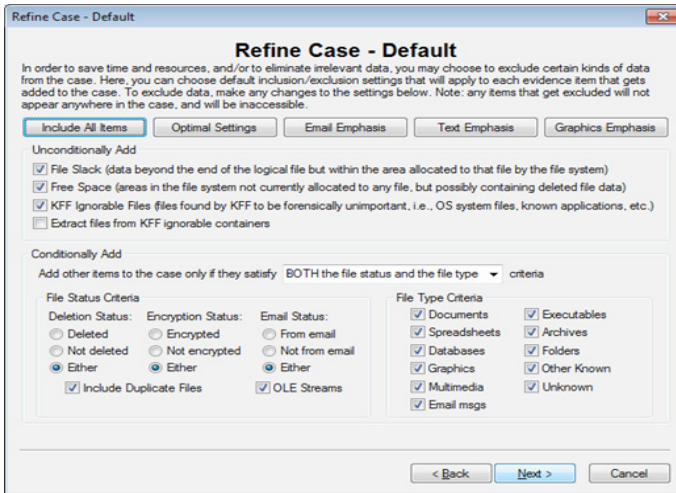 Refine Case - Default
Refine Case - Default
In order to save time and resources, and/or to eliminate irrelevant data, you may choose to exclude certain kinds of data
from the case. Here, you can choose default inclusion/exclusion settings that will apply to each evidence item that gets
added to the case. To exclude data, make any changes to the settings below. Note: any items that get excluded will not
appear anywhere in the case, and will be inaccessible.
Include All Items Optimal Settings Email Emphasis Text Emphasis Graphics Emphasis
Unconditionally Add
File Slack (data beyond the end of the logical file but within the area allocated to that file by the file system)
Free Space (areas in the file system not currently allocated to any file, but possibly containing deleted file data)
KFF Ignorable Files (files found by KFF to be forensically unimportant, i.e., OS system files, known applications, etc.)
Extract files from KFF ignorable containers
Conditionally Add
Add other items to the case only if they satisfy BOTH the file status and the file type criteria
File Status Criteria
Deletion Status: Encryption Status: Email Status:
Deleted Encrypted From email
Not deleted Not encrypted Not from email
Either Either Either
Include Duplicate Files OLE Streams
File Type Criteria
Documents Executables
Spreadsheets Archives
Databases Folders
Graphics Other Known
Multimedia Unknown
Email msgs
< Back Next > Cancel